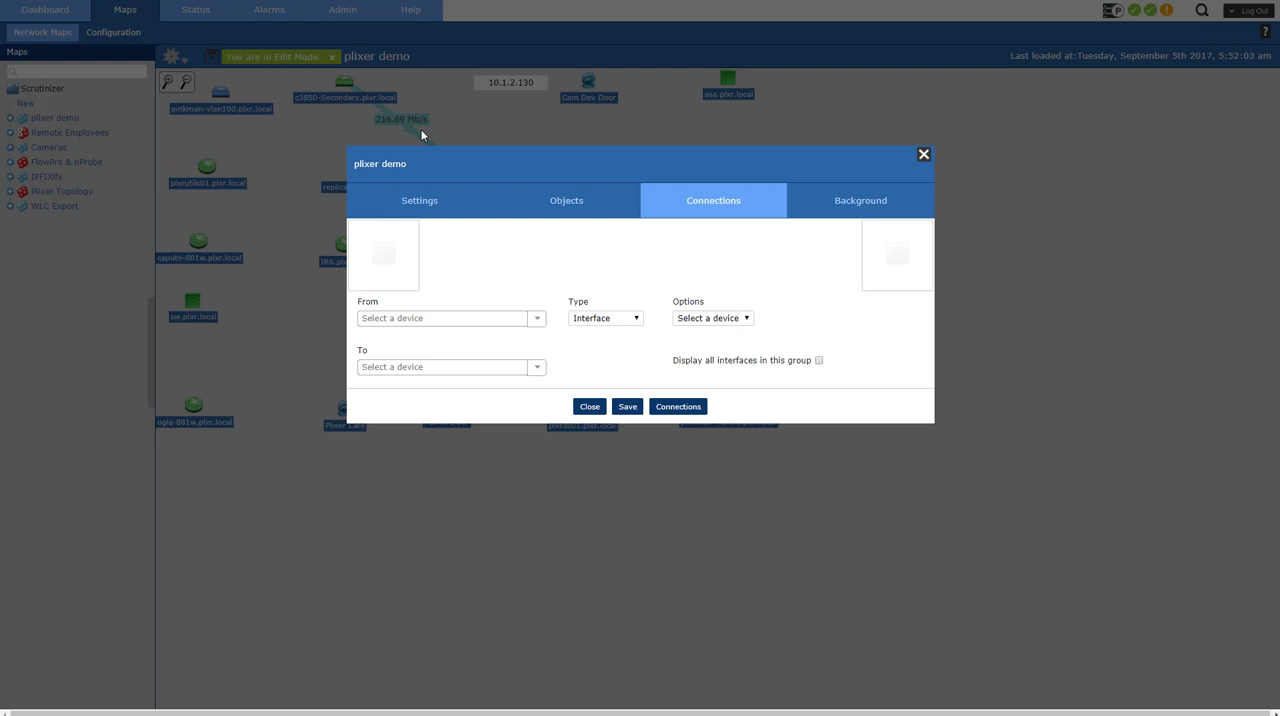 Dashboard
Maps
Status
Alarms
Admin
Help
P
Log Out
Network Maps
Configuration
?
Maps
You are in Edit Mode. x
plixer demo
Last loaded at:Tuesday, September 5th 2017, 5:52:03 am
Scrutinizer
New
plixer demo
Remote Employees
Cameras
FlowPro & nProbe
IPFIXify
Plixer Topology
WLC Export
pinkman-vlan100.plxr.local
c3850-Secondary.plxr.local
10.1.2.130
Cam Dev Door
asa.plxr.local
216.69 Mb/s
plxrutils01.plxr.local
replica
caputo-881w.plxr.local
IR6.plx
sw.plxr.local
ogla-881w.plxr.local
Plixer Cafe
plxrdc01.plxr.local
plixer demo
Settings
Objects
Connections
Background
From
Type
Options
Select a device
Interface
Select a device
To
Select a device
Display all interfaces in this group
Close
Save
Connections